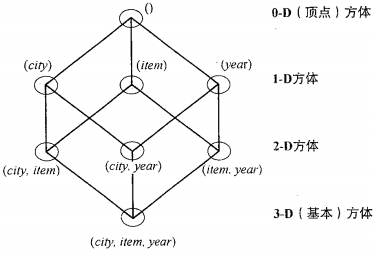 ()
0-D（顶点）方体
(city)
(item)
(year)
1-D方体
(city, item)
(city, year)
(item, year)
2-D方体
3-D（基本）方体
(city, item, year)